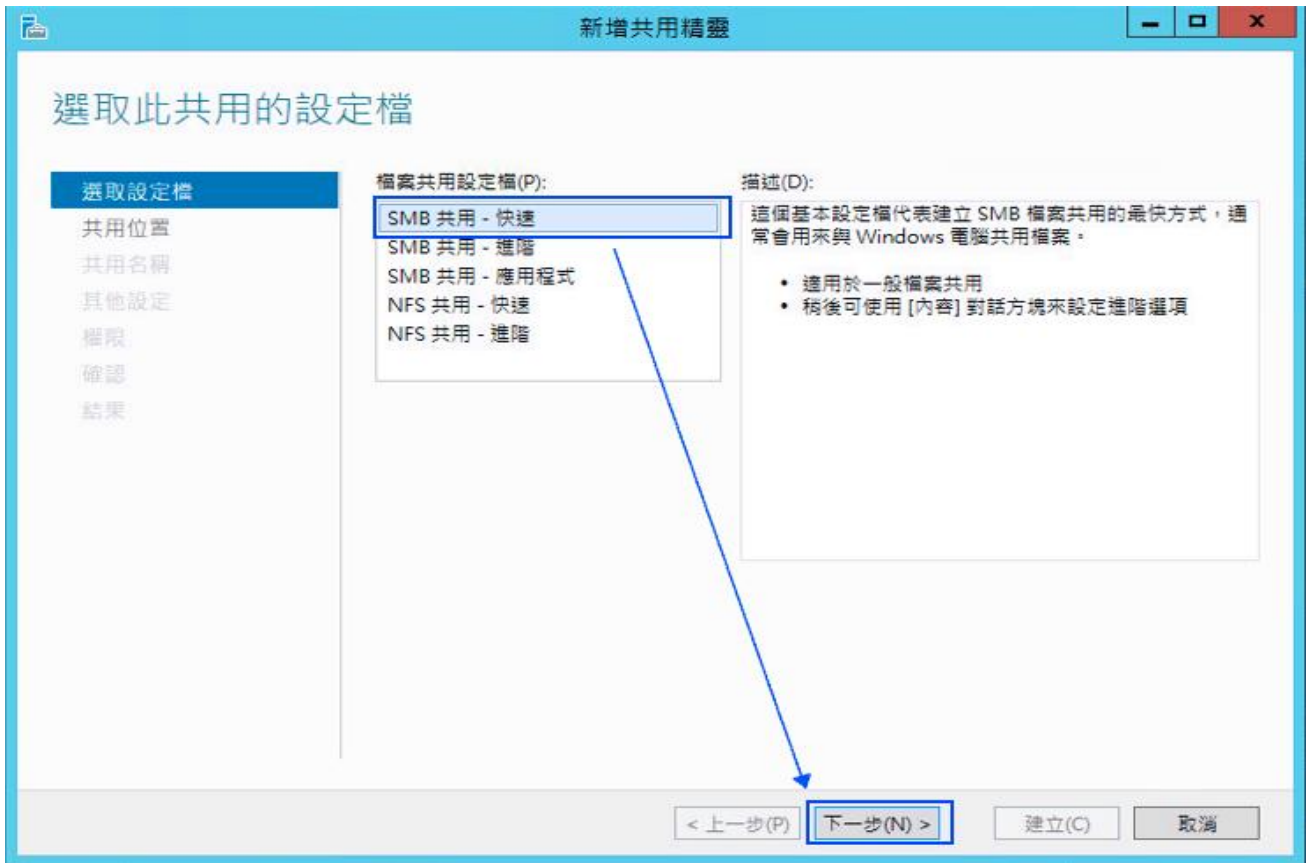 新增共用精靈
選取此共用的設定檔
選取設定檔
共用位置
共用名稱
其他設定
權限
確認
結果
檔案共用設定檔(P):
SMB 共用 - 快速
SMB 共用 - 進階
SMB 共用 - 應用程式
NFS 共用 - 快速
NFS 共用 - 進階
描述(D):
這個基本設定檔代表建立 SMB 檔案共用的最快方式，通
常會用來與 Windows 電腦共用檔案。
• 適用於一般檔案共用
• 稍後可使用 [內容] 對話方塊來設定進階選項
< 上一步(P)
下一步(N) >
建立(C)
取消